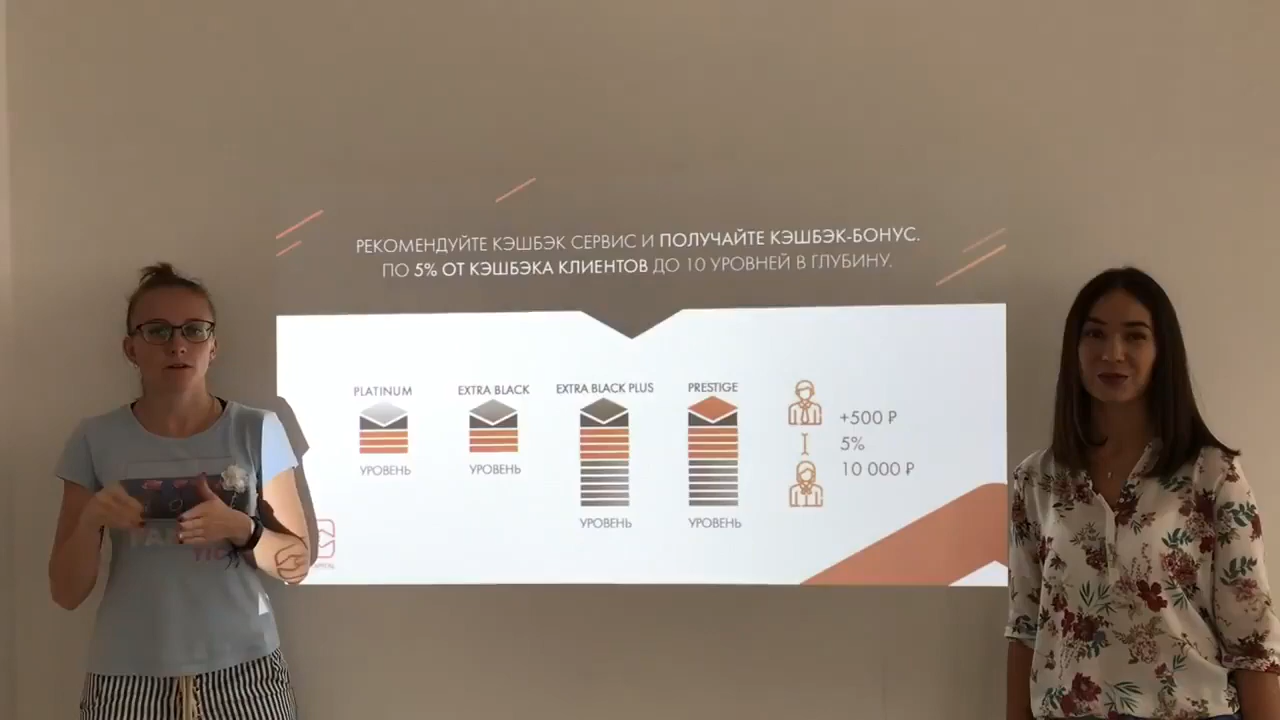 РЕКОМЕНДУЙТЕ КЭШБЭК СЕРВИС И ПОЛУЧАЙТЕ КЭШБЭК-БОНУС.
ПО 5% ОТ КЭШБЭКА КЛИЕНТОВ ДО 10 УРОВНЕЙ В ГЛУБИНУ.
PLATINUM
EXTRA BLACK
EXTRA BLACK PLUS
PRESTIGE
+500 ₽
5%
10 000 ₽
УРОВЕНЬ
УРОВЕНЬ
УРОВЕНЬ
УРОВЕНЬ